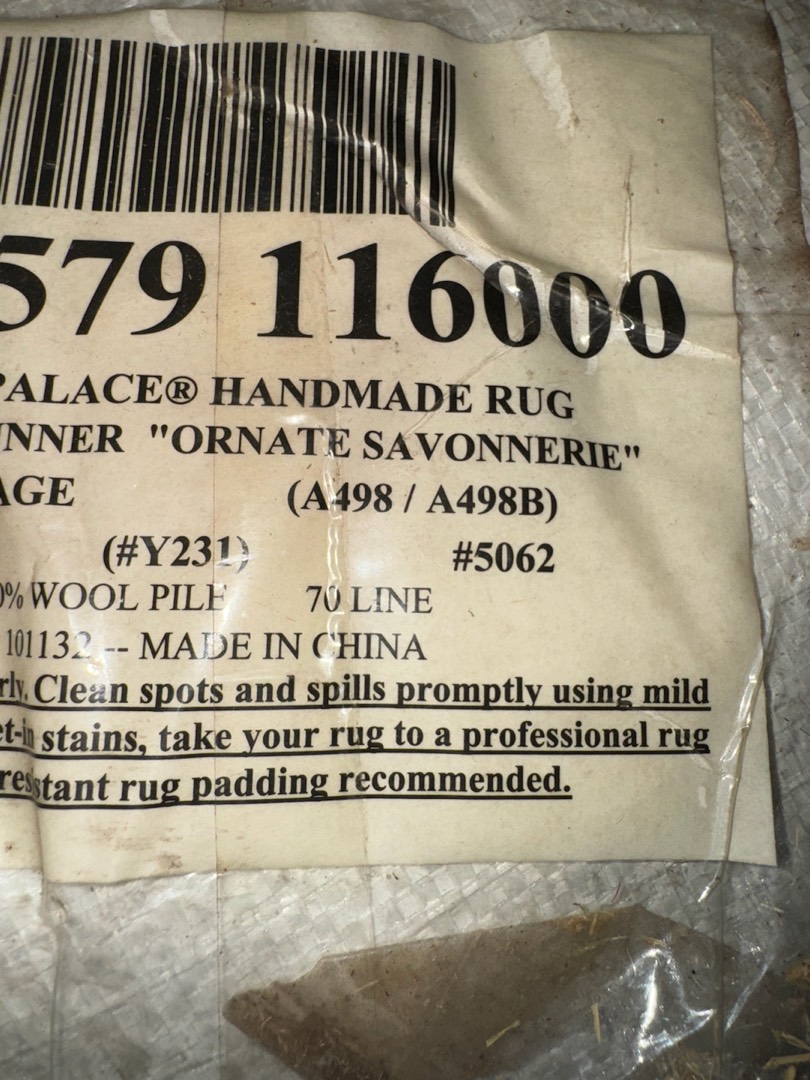 579 116000
PALACE® HANDMADE RUG
NNER "ORNATE SAVONNERIE"
AGE (A498 / A498B)
(#Y231) #5062
0% WOOL PILE 70 LINE
101132 -- MADE IN CHINA
rly. Clean spots and spills promptly using mild
et-in stains, take your rug to a professional rug
resistant rug padding recommended.